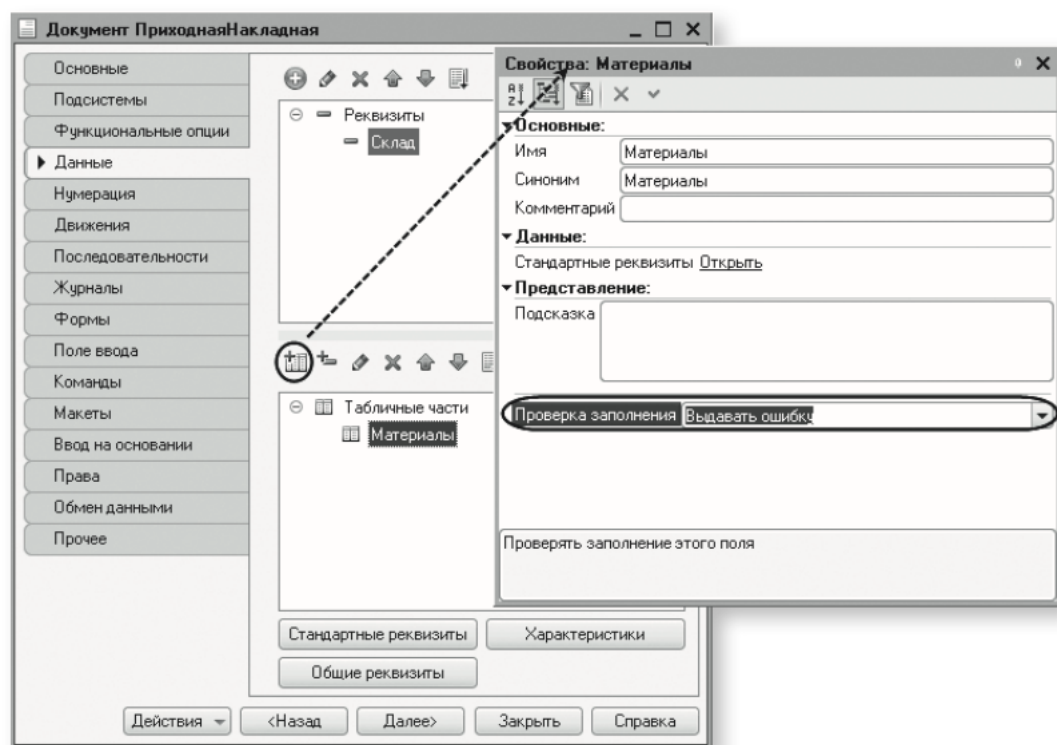 Документ ПриходнаяНакладная
Основные
Подсистемы
Функциональные опции
Данные
Нумерация
Движения
Последовательности
Журналы
Формы
Поле ввода
Команды
Макеты
Ввод на основании
Права
Обмен данными
Прочее
Реквизиты
Склад
Табличные части
Материалы
Стандартные реквизиты
Характеристики
Общие реквизиты
Действия
<Назад
Далее>
Закрыть
Справка
Свойства: Материалы
Основные:
Имя Материалы
Синоним Материалы
Комментарий
Данные:
Стандартные реквизиты Открыть
Представление:
Подсказка
Проверка заполнения Выдавать ошибку
Проверять заполнение этого поля